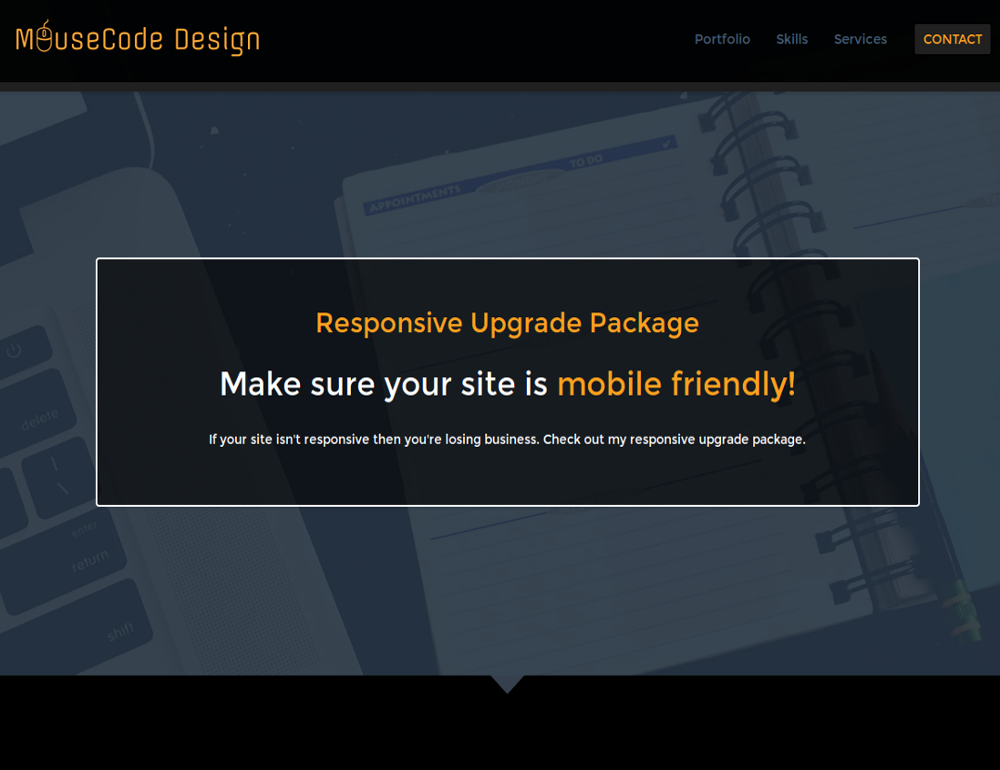 MouseCode Design
Portfolio Skills Services CONTACT
APPOINTMENTS TO DO
Responsive Upgrade Package
Make sure your site is mobile friendly!
If your site isn't responsive then you're losing business. Check out my responsive upgrade package.
delete
enter
return
shift